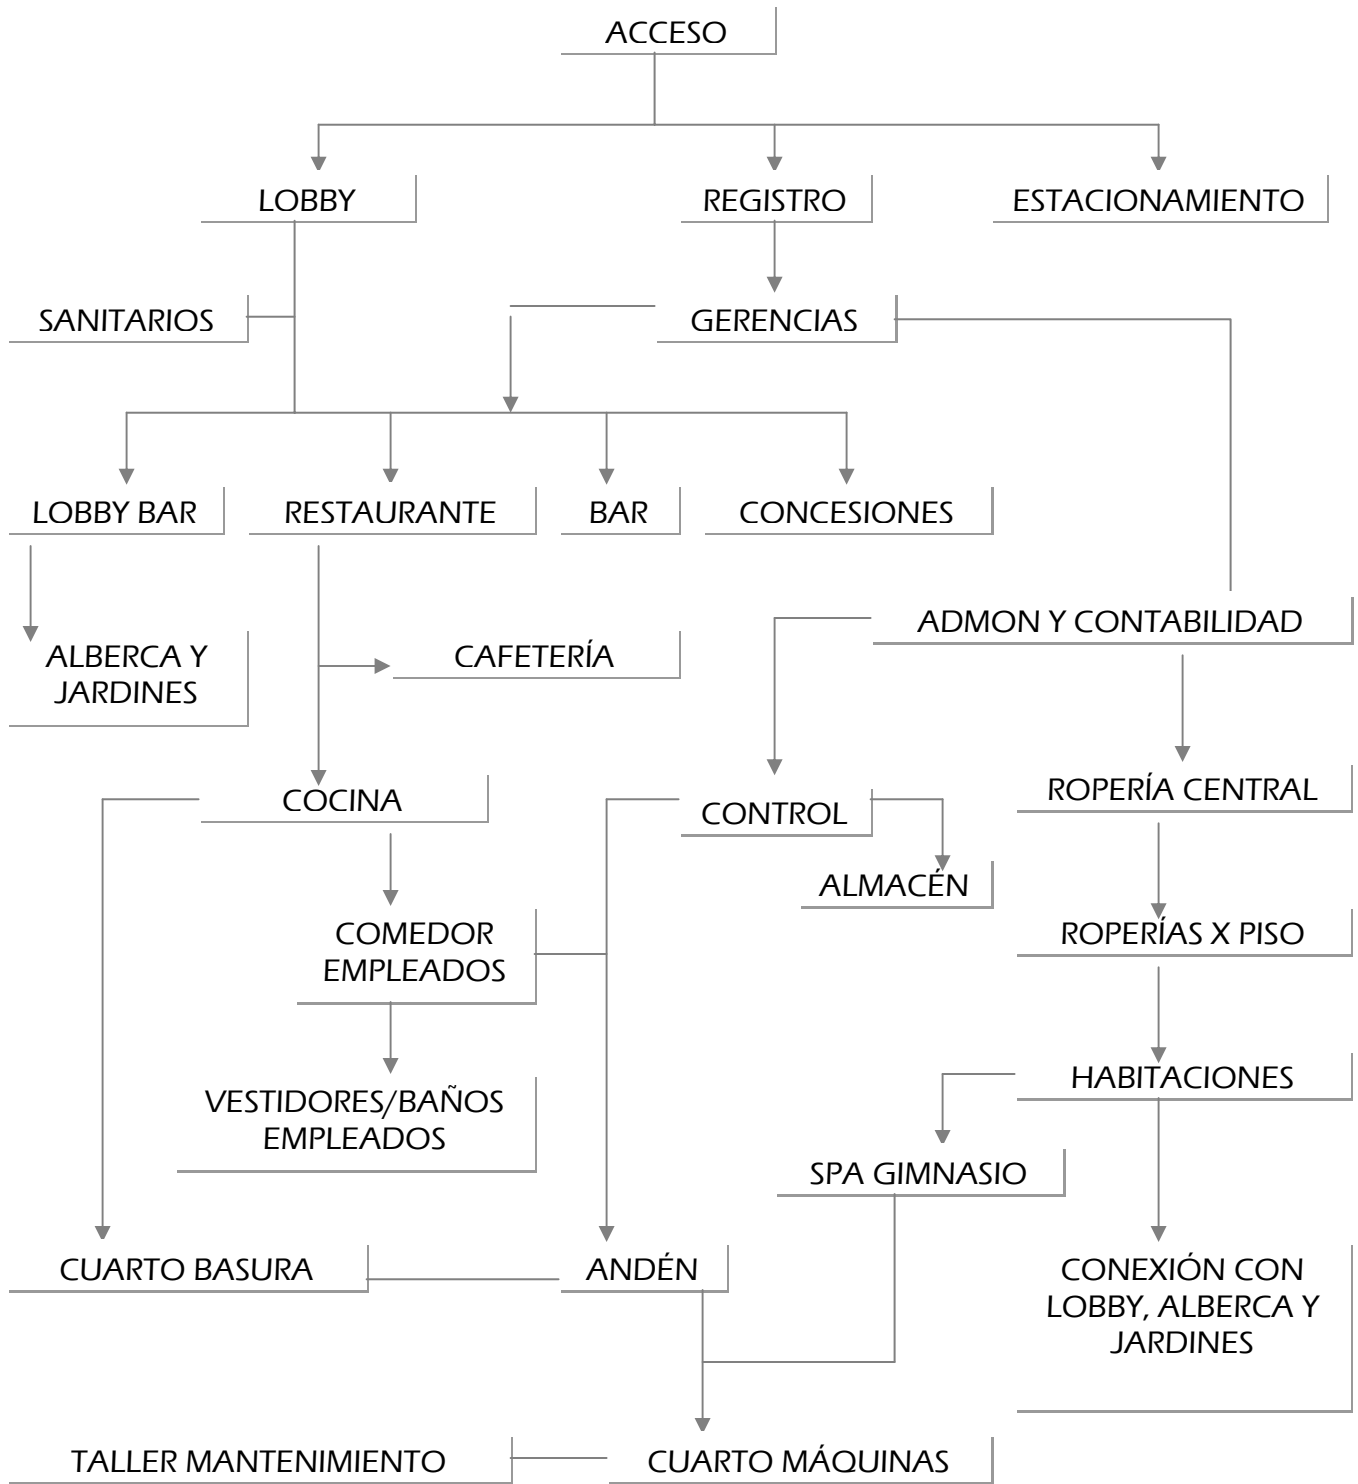 ACCESO
LOBBY
REGISTRO
ESTACIONAMIENTO
SANITARIOS
GERENCIAS
LOBBY BAR
RESTAURANTE
BAR
CONCESIONES
ADMON Y CONTABILIDAD
ALBERCA Y
JARDINES
CAFETERÍA
COCINA
CONTROL
ROPERÍA CENTRAL
ALMACÉN
COMEDOR
EMPLEADOS
ROPERÍAS X PISO
VESTIDORES/BAÑOS
EMPLEADOS
HABITACIONES
SPA GIMNASIO
CUARTO BASURA
ANDÉN
CONEXIÓN CON
LOBBY, ALBERCA Y
JARDINES
TALLER MANTENIMIENTO
CUARTO MÁQUINAS